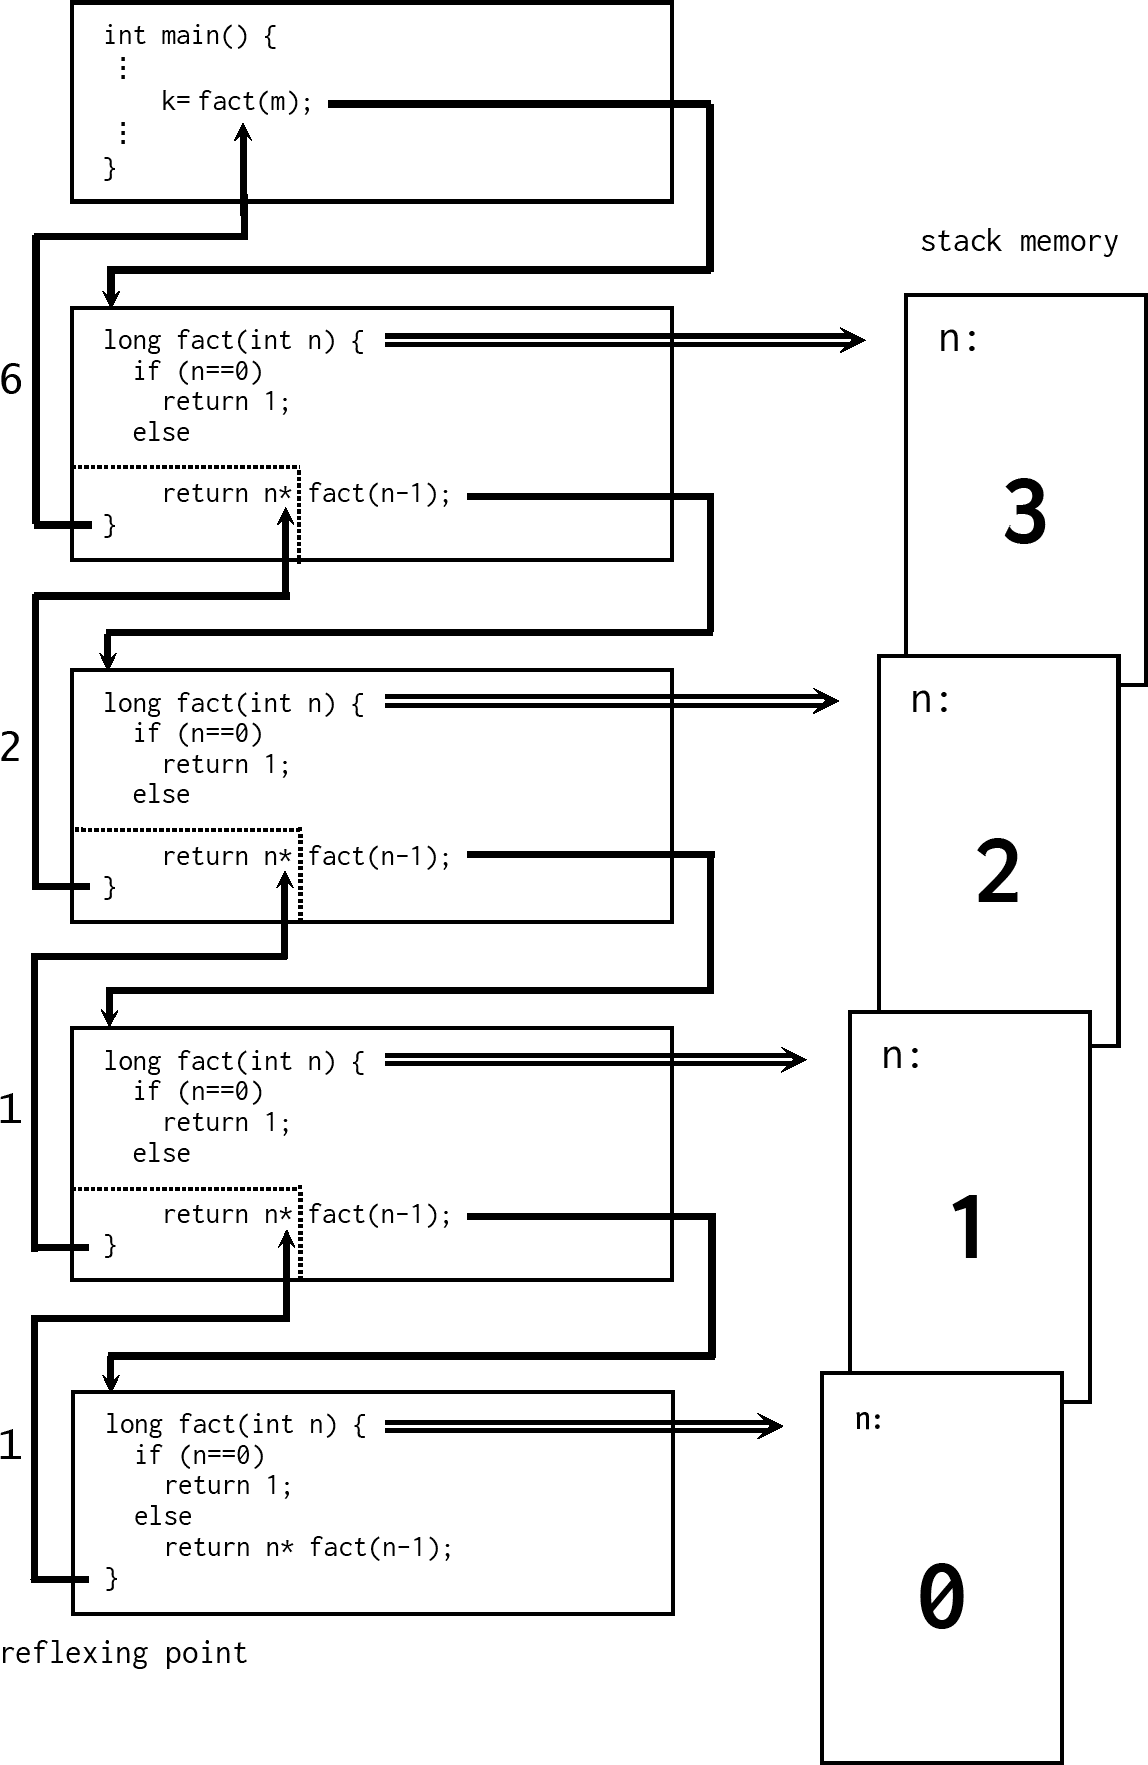 int main() {
⋮
k= fact(m);
⋮
}
stack memory
long fact(int n) {
if (n==0)
return 1;
else
return n* fact(n-1);
}
6
n:
3
long fact(int n) {
if (n==0)
return 1;
else
return n* fact(n-1);
}
2
n:
2
long fact(int n) {
if (n==0)
return 1;
else
return n* fact(n-1);
}
1
n:
1
long fact(int n) {
if (n==0)
return 1;
else
return n* fact(n-1);
}
1
n:
0
reflexing point